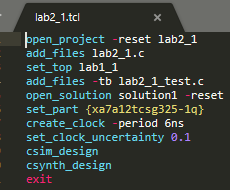 lab2_1.tcl ×
open_project -reset lab2_1
add_files lab2_1.c
set_top lab1_1
add_files -tb lab2_1_test.c
open_solution solution1 -reset
set_part {xa7a12tcsg325-1q}
create_clock -period 6ns
set_clock_uncertainty 0.1
csim_design
csynth_design
exit